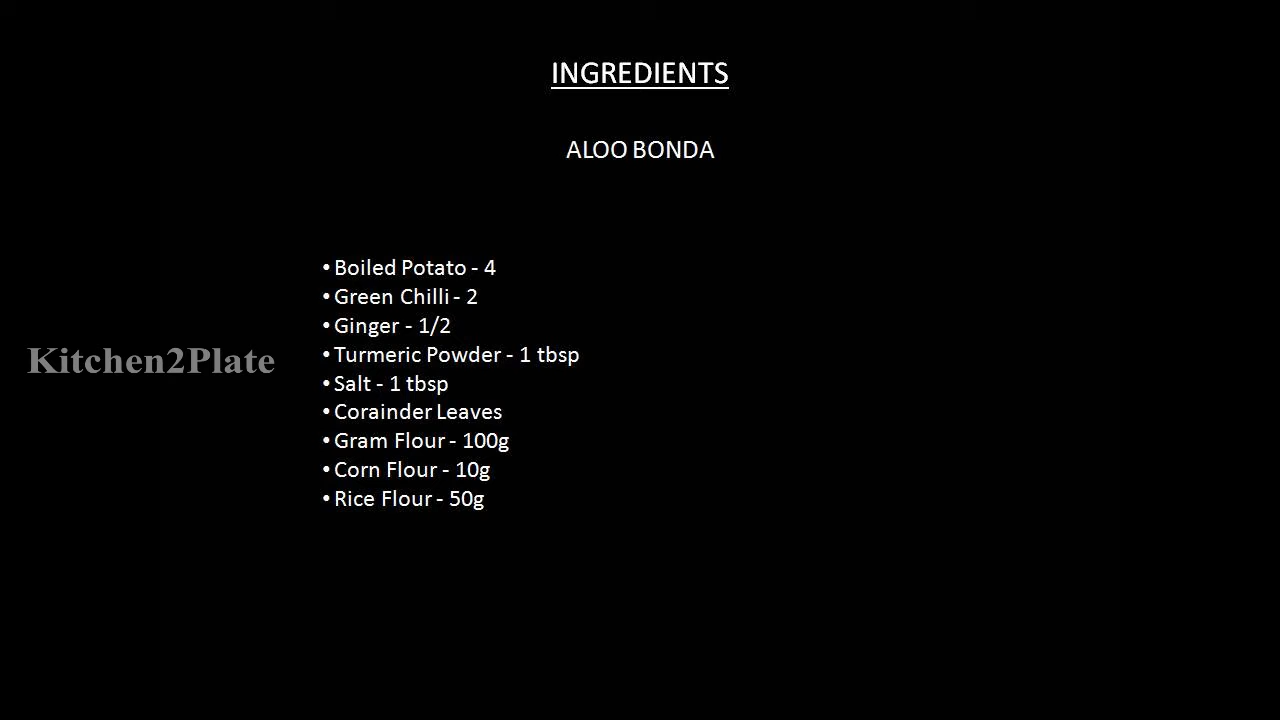 INGREDIENTS
ALOO BONDA
• Boiled Potato - 4
• Green Chilli - 2
• Ginger - 1/2
• Turmeric Powder - 1 tbsp
Kitchen2Plate
• Salt - 1 tbsp
• Corainder Leaves
• Gram Flour - 100g
• Corn Flour - 10g
• Rice Flour - 50g